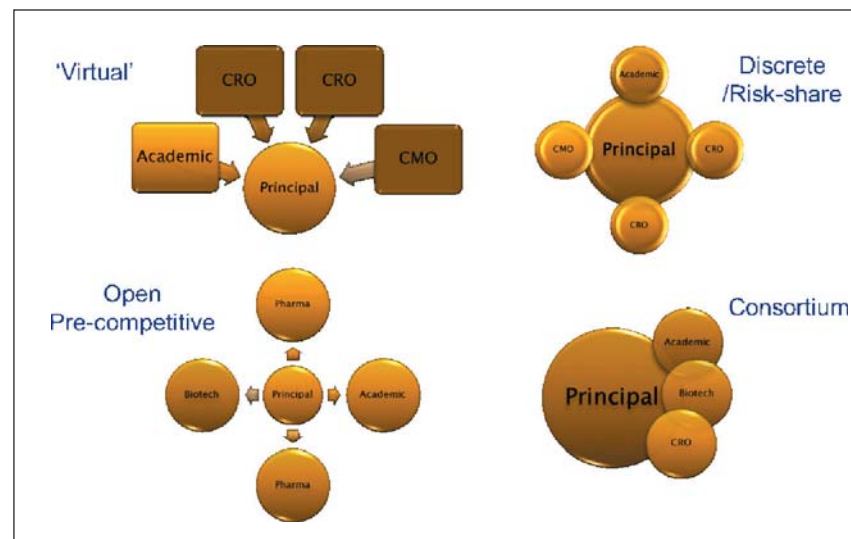 'Virtual'
CRO
CRO
Academic
CMO
Principal
Discrete
/Risk-share
Academic
CMO
Principal
CRO
CRO
Open
Pre-competitive
Pharma
Biotech
Principal
Academic
Pharma
Consortium
Academic
Principal
Biotech
CRO